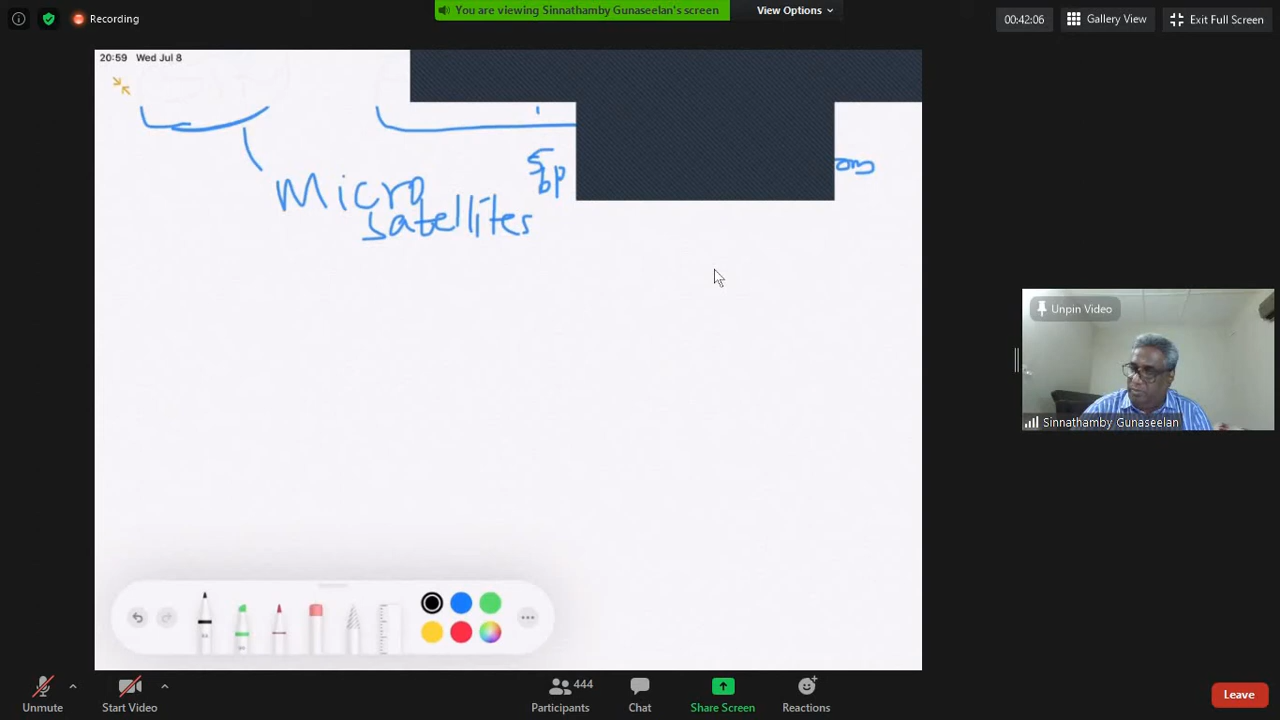 Recording
You are viewing Sinnathamby Gunaseelan's screen
View Options
00:42:06
Gallery View
Exit Full Screen
20:59 Wed Jul 8
Micro
satellites
bp
Unpin Video
Sinnathamby Gunaseelan
Unmute
Start Video
444
Participants
Chat
Share Screen
Reactions
Leave